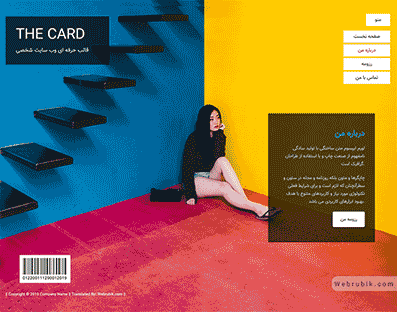 THE CARD
قالب حرفه ای وب سایت شخصی
منو
صفحه نخست
درباره من
رزومه
تماس با من
درباره من
لورم ایپسوم متن ساختگی با تولید سادگی
نامفهوم از صنعت چاپ و با استفاده از طراحان
گرافیک است.
چاپگرها و متون بلکه روزنامه و مجله در ستون و
سطرآنچنان که لازم است و برای شرایط فعلی
تکنولوژی مورد نیاز و کاربردهای متنوع با هدف
بهبود ابزارهای کاربردی می باشد
رزومه من
Webrubik.com
Copyright © 2019 Company Name || Translated By: Webrubik.com